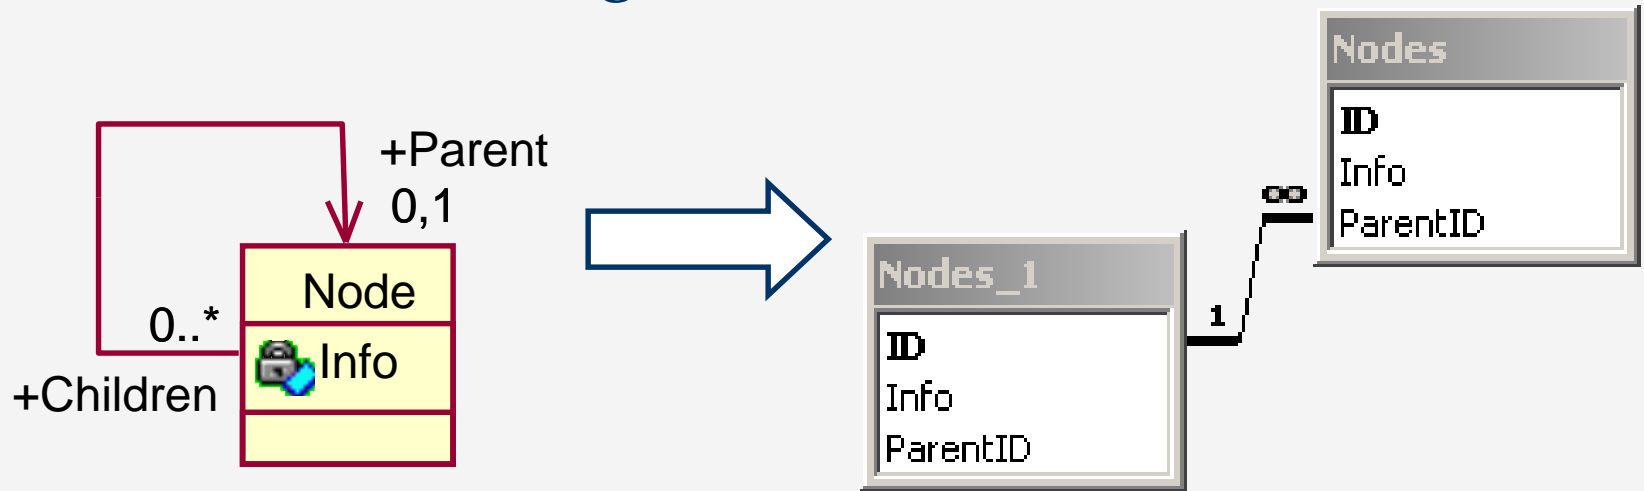 +Parent
0,1
Node
0..*
Info
+Children
Nodes_1
ID
Info
ParentID
1
∞
Nodes
ID
Info
ParentID